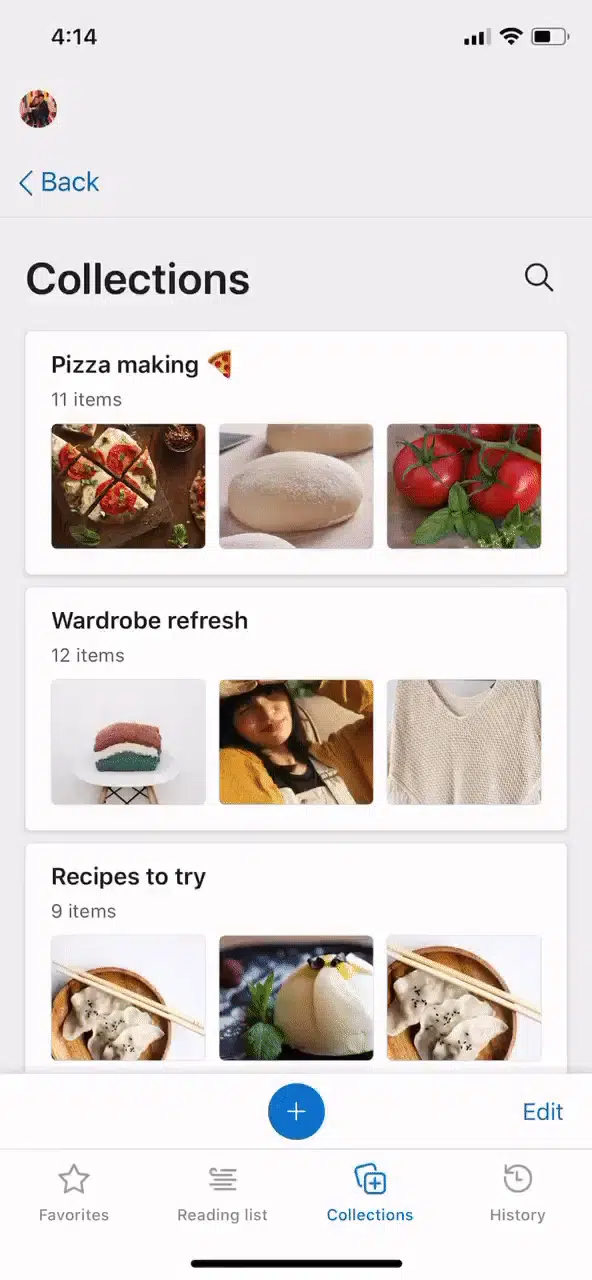 4:14
Back
Collections
Pizza making 🍕
11 items
Wardrobe refresh
12 items
Recipes to try
9 items
Edit
Favorites
Reading list
Collections
History